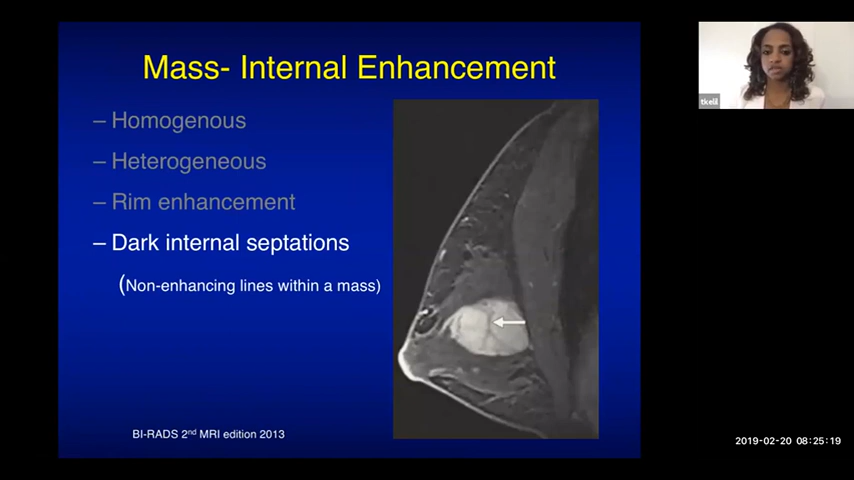 Mass- Internal Enhancement
– Homogenous
– Heterogeneous
– Rim enhancement
– Dark internal septations
(Non-enhancing lines within a mass)
BI-RADS 2nd MRI edition 2013
tkelil
2019-02-20 08:25:19